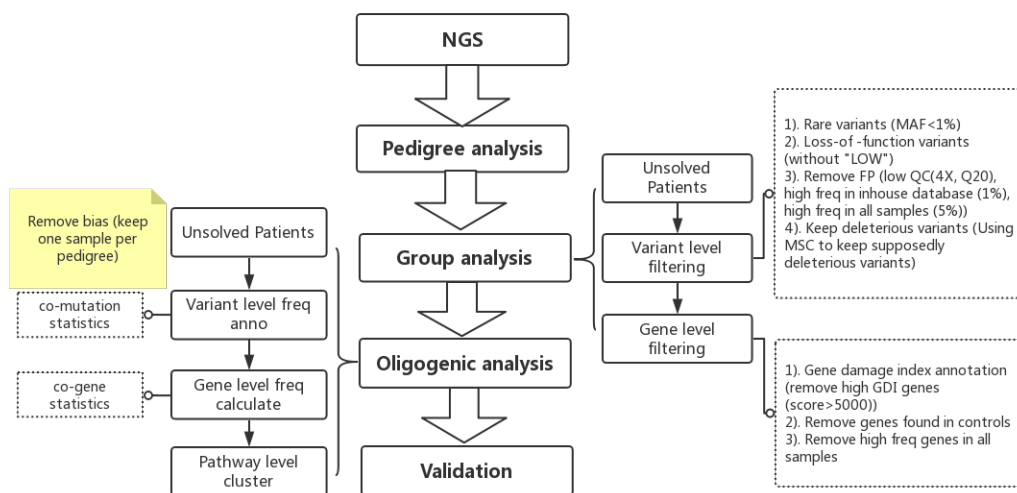 NGS
Pedigree analysis
Group analysis
Oligogenic analysis
Validation
Remove bias (keep
one sample per
pedigree)
Unsolved Patients
Variant level freq
anno
Gene level freq
calculate
Pathway level
cluster
co-mutation
statistics
co-gene
statistics
Unsolved
Patients
Variant level
filtering
Gene level
filtering
1). Rare variants (MAF<1%)
2). Loss-of -function variants
(without "LOW")
3). Remove FP (low QC(4X, Q20),
high freq in inhouse database (1%),
high freq in all samples (5%))
4). Keep deleterious variants (Using
MSC to keep supposedly
deleterious variants)
1). Gene damage index annotation
(remove high GDI genes
(score>5000))
2). Remove genes found in controls
3). Remove high freq genes in all
samples